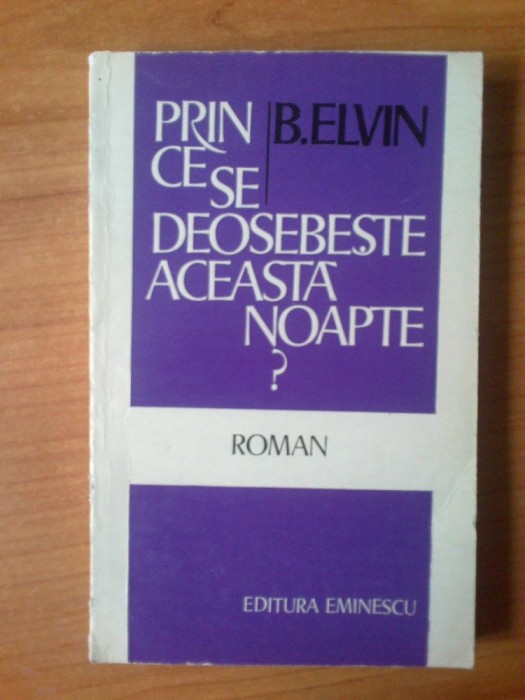 PRIN
CE SE
B.ELVIN
DEOSEBEȘTE
ACEASTĂ
NOAPTE
?
ROMAN
EDITURA EMINESCU